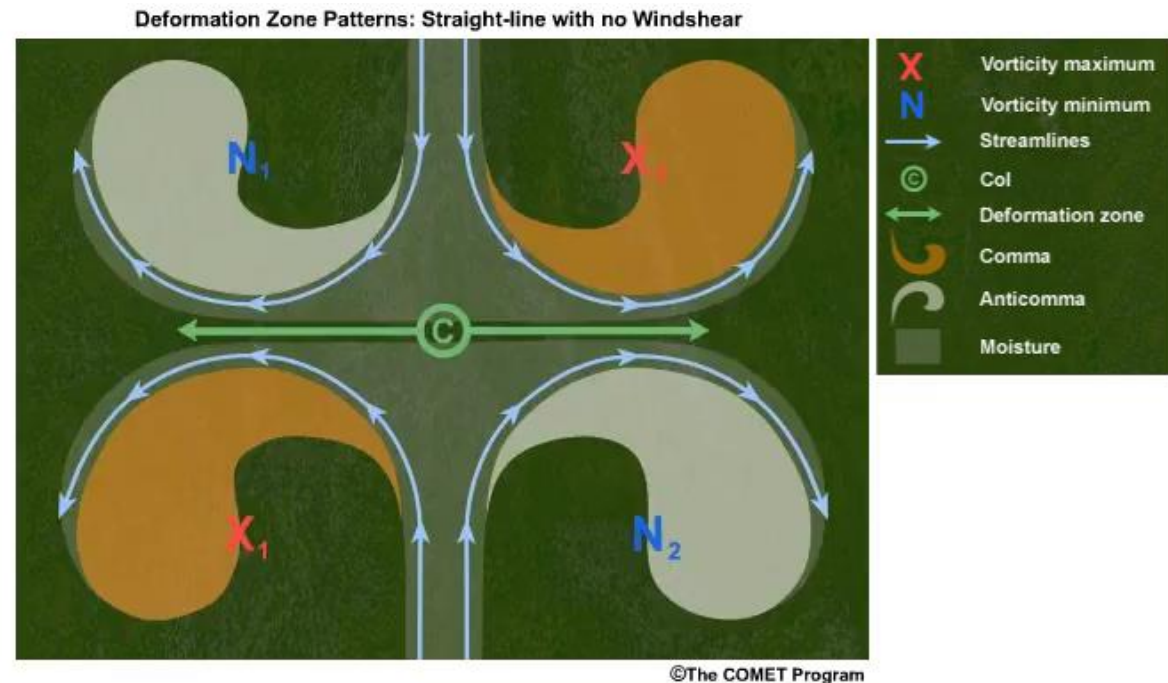 Deformation Zone Patterns: Straight-line with no Windshear
X Vorticity maximum
N Vorticity minimum
Streamlines
C Col
Deformation zone
Comma
Anticomma
Moisture
N1
X
C
X1
N2
©The COMET Program